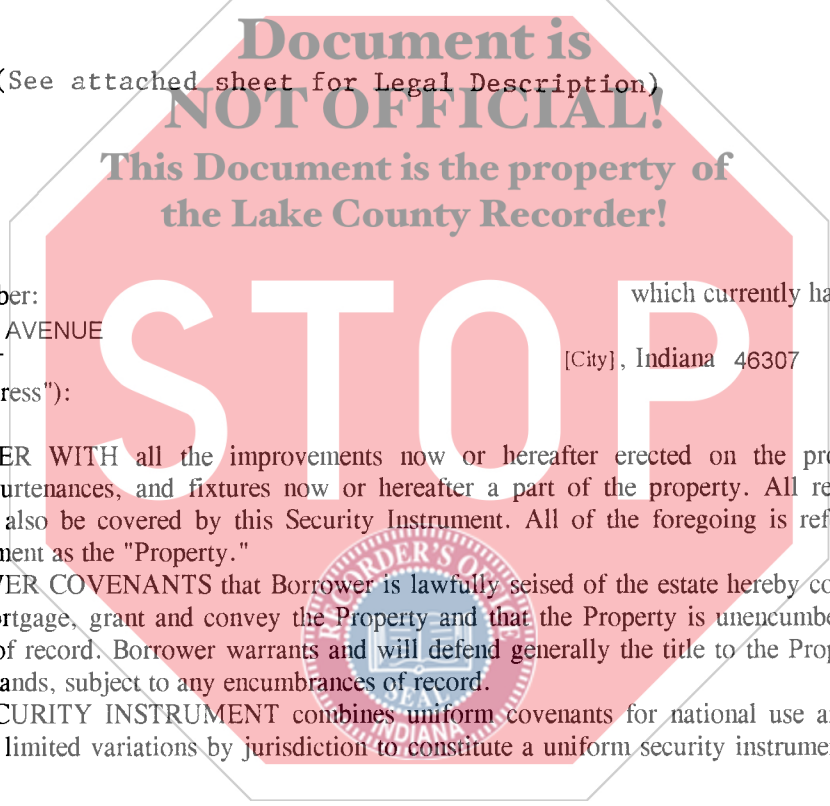 Document is
(See attached sheet for Legal Description)
NOT OFFICIAL!
This Document is the property of
the Lake County Recorder!
STOP
ber: which currently ha
AVENUE
[City], Indiana 46307
ress"):
ER WITH all the improvements now or hereafter erected on the pro
urtenances, and fixtures now or hereafter a part of the property. All re
also be covered by this Security Instrument. All of the foregoing is ref
ment as the "Property."
VER COVENANTS that Borrower is lawfully seised of the estate hereby co
rtgage, grant and convey the Property and that the Property is unencumbe
of record. Borrower warrants and will defend generally the title to the Prop
ands, subject to any encumbrances of record.
CURITY INSTRUMENT combines uniform covenants for national use a
limited variations by jurisdiction to constitute a uniform security instrume
RECORDER'S OFFICE
SEAL
INDIANA